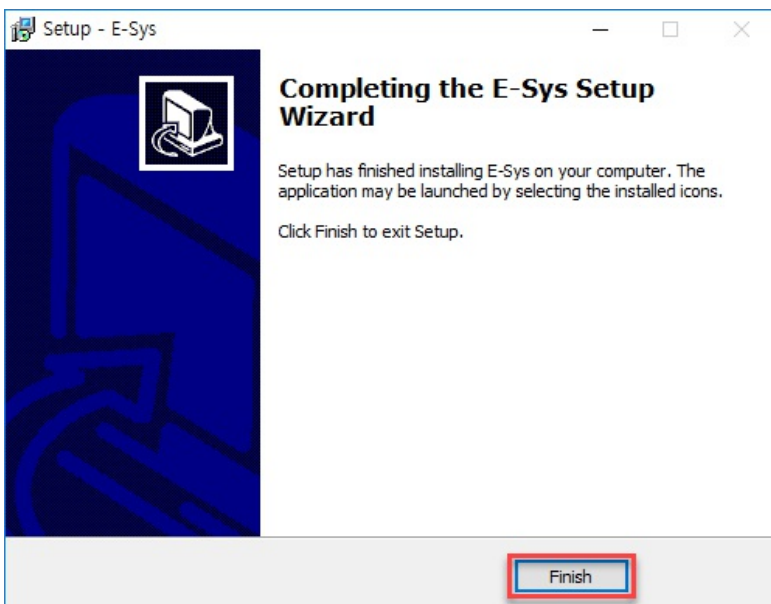 Setup - E-Sys
Completing the E-Sys Setup
Wizard
Setup has finished installing E-Sys on your computer. The
application may be launched by selecting the installed icons.
Click Finish to exit Setup.
Finish